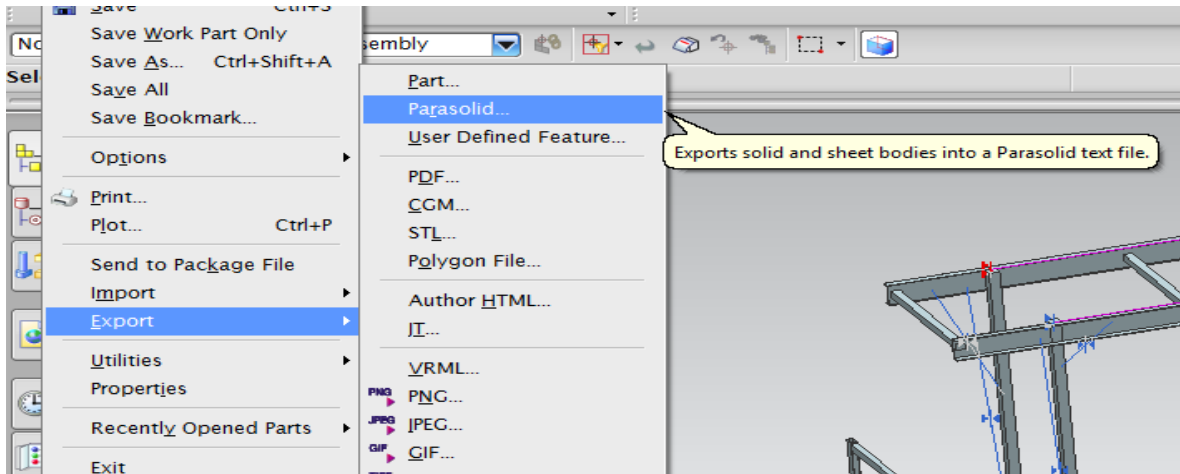 Save Ctrl+S
Save Work Part Only
Save As... Ctrl+Shift+A
Save All
Save Bookmark...
Options
Print...
Plot... Ctrl+P
Send to Package File
Import
Export
Utilities
Properties
Recently Opened Parts
Exit
No
sembly
Sel
Part...
Parasolid...
User Defined Feature...
PDF...
CGM...
STL...
Polygon File...
Author HTML...
JT...
VRML...
PNG PNG...
JPEG JPEG...
GIF GIF...
Exports solid and sheet bodies into a Parasolid text file.